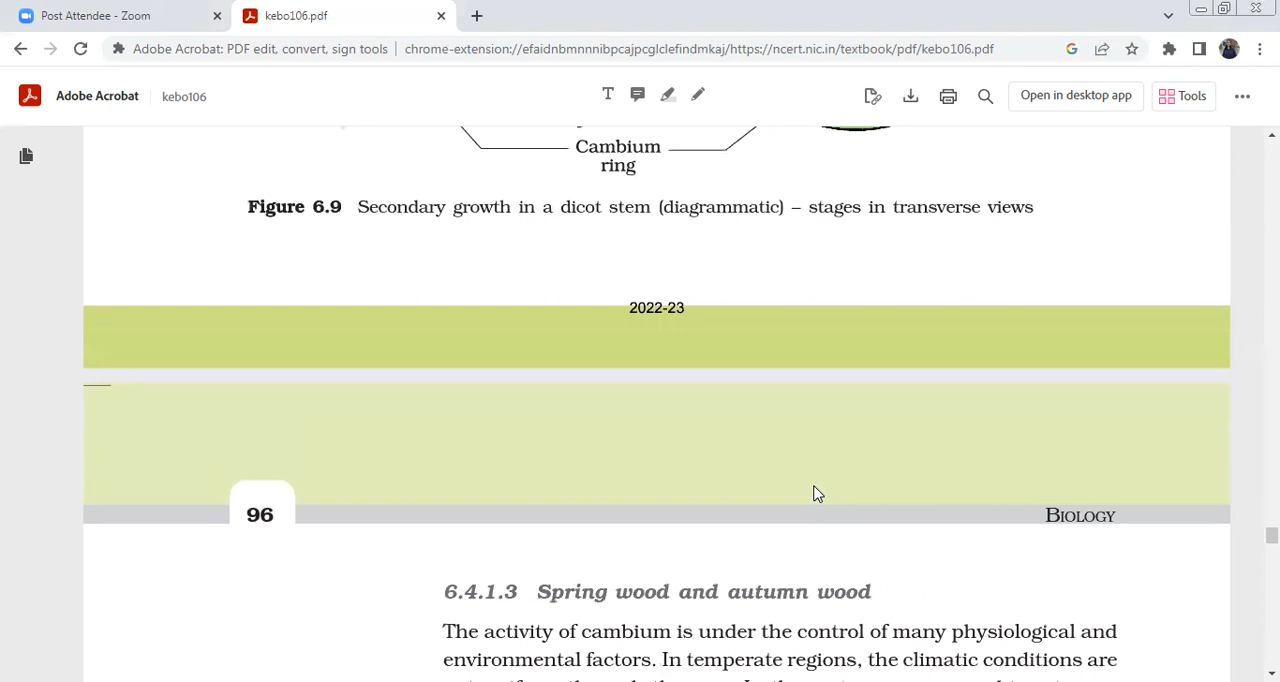 Post Attendee - Zoom
kebo106.pdf
Adobe Acrobat: PDF edit, convert, sign tools
chrome-extension://efaidnbmnnnibpcajpcglclefindmkaj/https://ncert.nic.in/textbook/pdf/kebo106.pdf
Adobe Acrobat
kebo106
Open in desktop app
Tools
Cambium
ring
Figure 6.9 Secondary growth in a dicot stem (diagrammatic) – stages in transverse views
2022-23
96
BIOLOGY
6.4.1.3 Spring wood and autumn wood
The activity of cambium is under the control of many physiological and
environmental factors. In temperate regions, the climatic conditions are